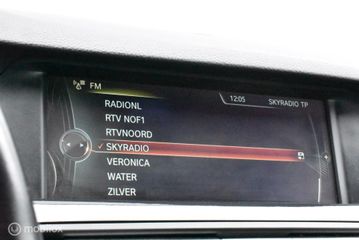 FM
12:05
SKYRADIO TP
RADIONL
RTV NOF1
RTVNOORD
✓ SKYRADIO
VERONICA
WATER
ZILVER
mobilox